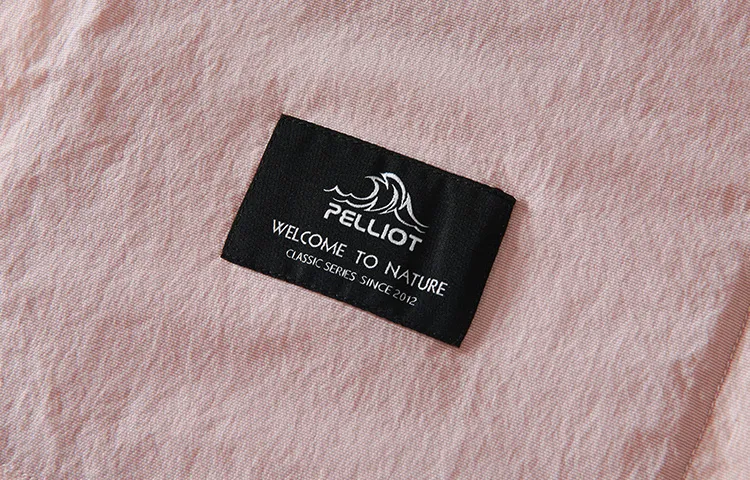 PELLIOT
WELCOME TO NATURE
CLASSIC SERIES SINCE 2012